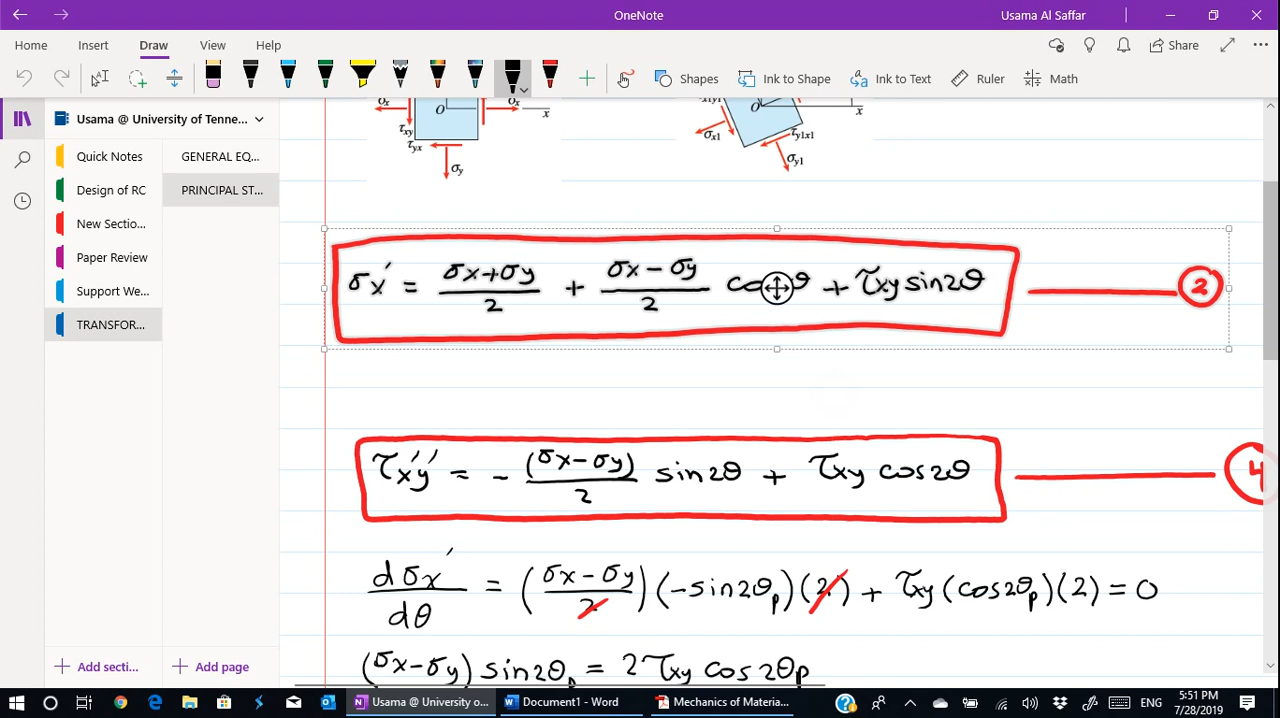 OneNote
Usama Al Saffar
Home Insert Draw View Help
Share
Shapes Ink to Shape Ink to Text Ruler Math
Usama @ University of Tenne...
Quick Notes
Design of RC
New Sectio...
Paper Review
Support We...
TRANSFOR...
GENERAL EQ...
PRINCIPAL ST...
Add secti...
Add page
σx O σx x
τxy
τyx
σy
τx1y1 O x
σx1 τy1x1
σy1
σx′ = (σx+σy)/2 + (σx−σy)/2 cos2θ + τxy sin2θ ——— 2
τx′y′ = − (σx−σy)/2 sin2θ + τxy cos2θ ——— 4
dσx′/dθ = (σx−σy/2)(−sin2θp)(2) + τxy(cos2θp)(2) = 0
(σx−σy) sin2θp = 2τxy cos2θp
Usama @ University o...
Document1 - Word
Mechanics of Materia...
ENG
5:51 PM
7/28/2019